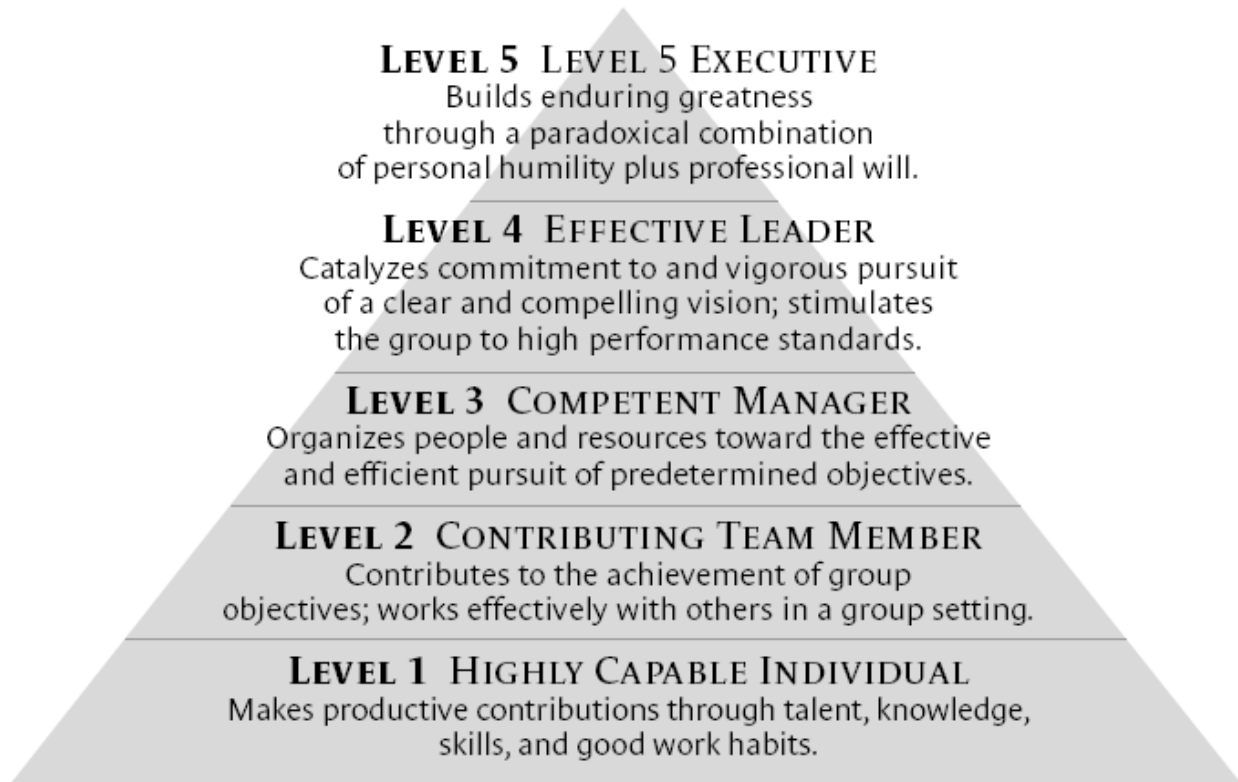 LEVEL 5 LEVEL 5 EXECUTIVE
Builds enduring greatness
through a paradoxical combination
of personal humility plus professional will.
LEVEL 4 EFFECTIVE LEADER
Catalyzes commitment to and vigorous pursuit
of a clear and compelling vision; stimulates
the group to high performance standards.
LEVEL 3 COMPETENT MANAGER
Organizes people and resources toward the effective
and efficient pursuit of predetermined objectives.
LEVEL 2 CONTRIBUTING TEAM MEMBER
Contributes to the achievement of group
objectives; works effectively with others in a group setting.
LEVEL 1 HIGHLY CAPABLE INDIVIDUAL
Makes productive contributions through talent, knowledge,
skills, and good work habits.